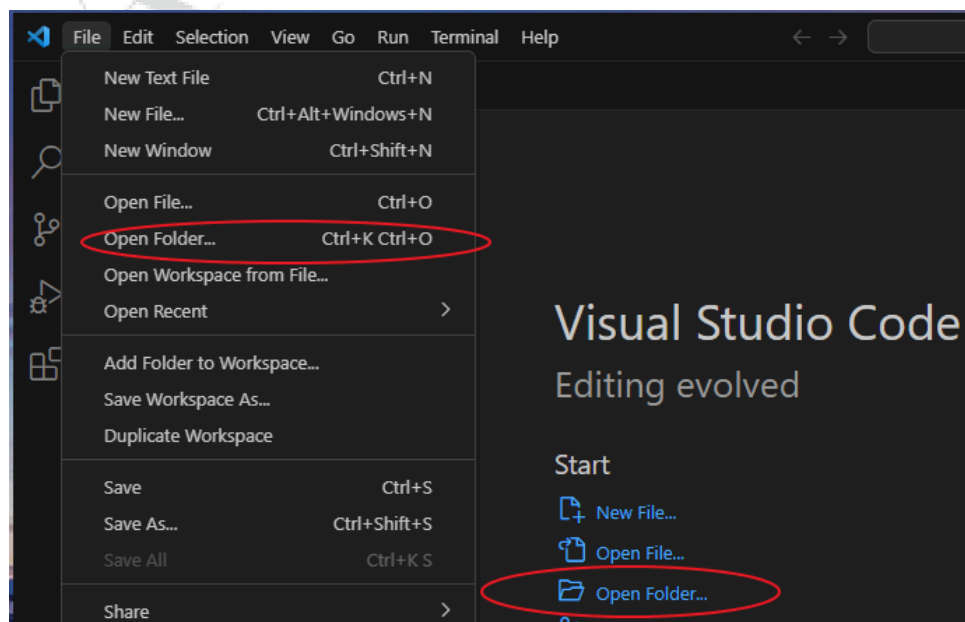 File Edit Selection View Go Run Terminal Help
New Text File Ctrl+N
New File... Ctrl+Alt+Windows+N
New Window Ctrl+Shift+N
Open File... Ctrl+O
Open Folder... Ctrl+K Ctrl+O
Open Workspace from File...
Open Recent
Add Folder to Workspace...
Save Workspace As...
Duplicate Workspace
Save Ctrl+S
Save As... Ctrl+Shift+S
Save All Ctrl+K S
Share
Visual Studio Code
Editing evolved
Start
New File...
Open File...
Open Folder...